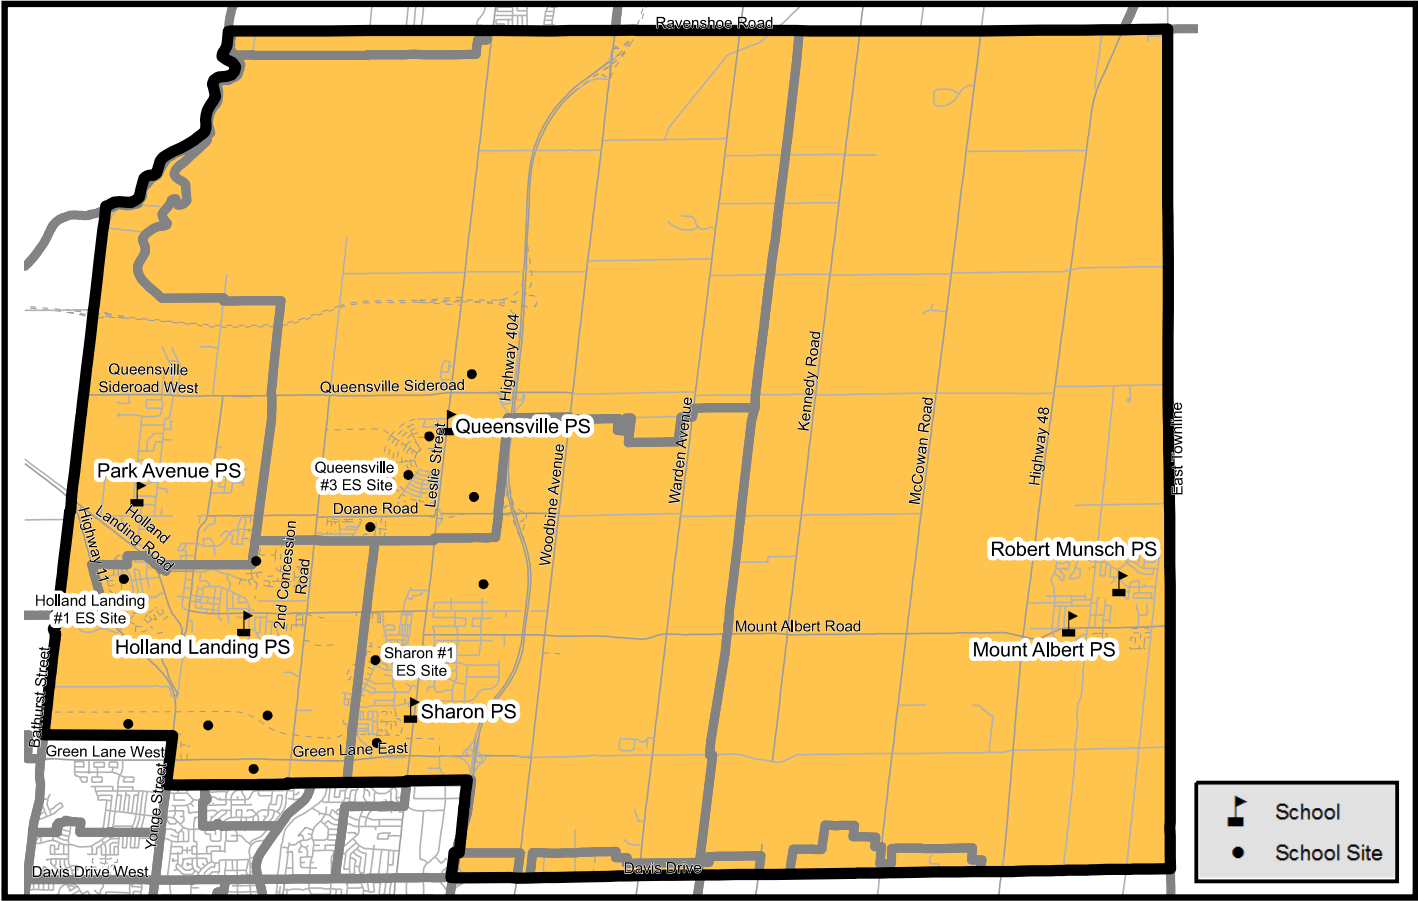 Ravenshoe Road
Highway 404
Queensville
Sideroad West
Queensville Sideroad
Kennedy Road
Queensville PS
Leslie Street
Warden Avenue
McCowan Road
Highway 48
East Townline
Park Avenue PS
Queensville
#3 ES Site
Woodbine Avenue
Doane Road
Highway 11
Holland
Landing Road
2nd Concession
Road
Robert Munsch PS
Holland Landing
#1 ES Site
Mount Albert Road
Holland Landing PS
Sharon #1
ES Site
Mount Albert PS
Bathurst Street
Sharon PS
Green Lane West
Green Lane East
Yonge Street
Davis Drive West
Davis Drive
School
School Site